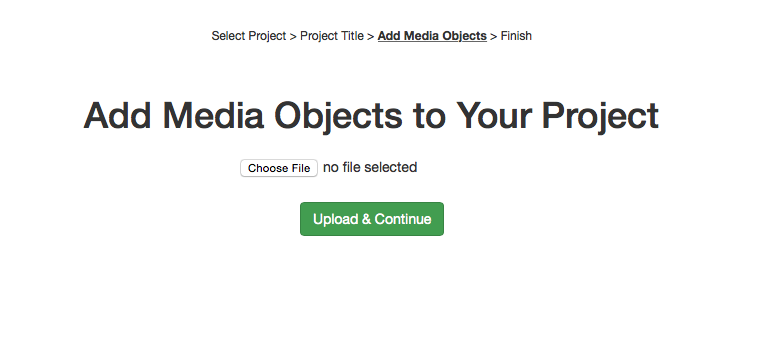 Select Project > Project Title > Add Media Objects > Finish
Add Media Objects to Your Project
Choose File no file selected
Upload & Continue